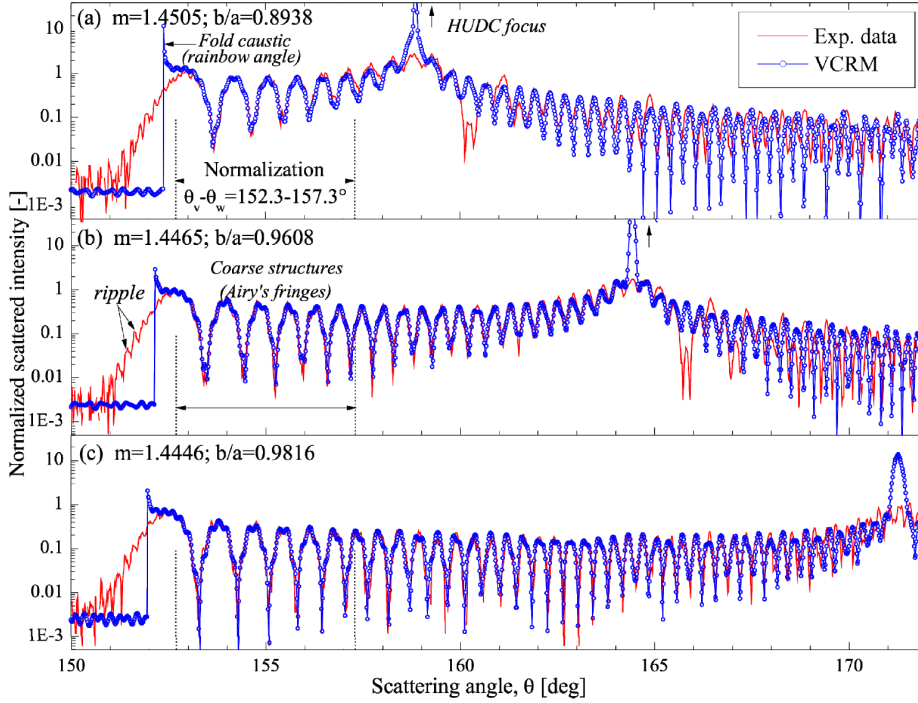 (a) m=1.4505; b/a=0.8938
HUDC focus
Exp. data
VCRM
Fold caustic
(rainbow angle)
Normalization
θv-θw=152.3-157.3°
10
1
0.1
0.01
1E-3
(b) m=1.4465; b/a=0.9608
Coarse structures
(Airy's fringes)
ripple
10
1
0.1
0.01
1E-3
(c) m=1.4446; b/a=0.9816
10
1
0.1
0.01
1E-3
Normalized scattered intensity [-]
150 155 160 165 170
Scattering angle, θ [deg]